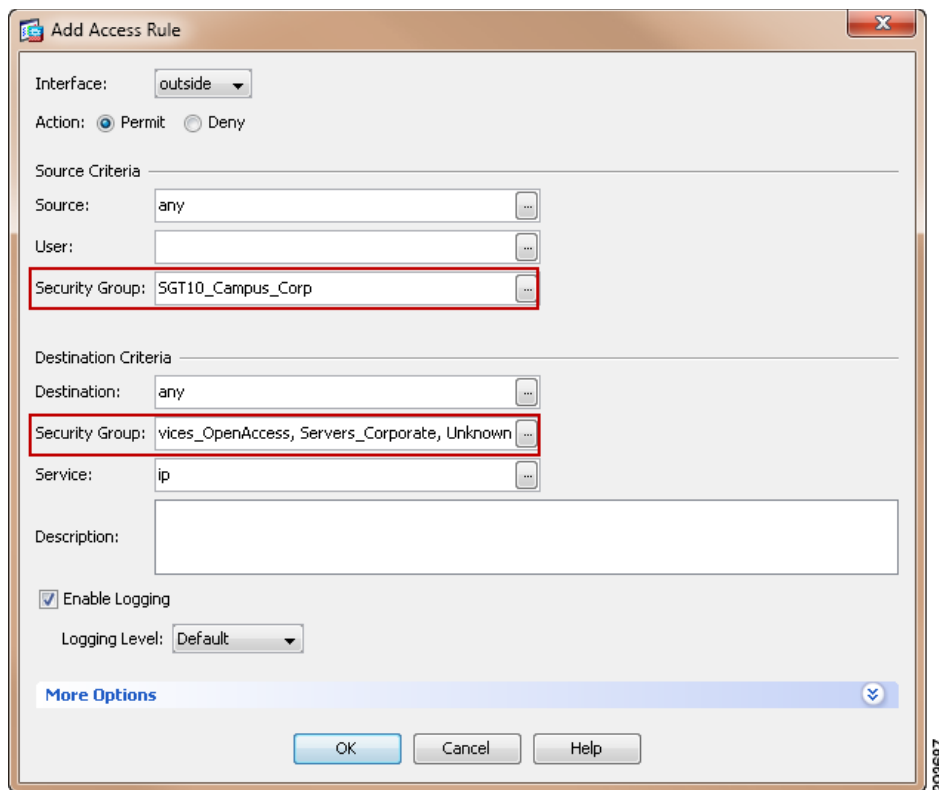 Add Access Rule
Interface: outside
Action: Permit Deny
Source Criteria
Source: any ...
User: ...
Security Group: SGT10_Campus_Corp ...
Destination Criteria
Destination: any ...
Security Group: vices_OpenAccess, Servers_Corporate, Unknown ...
Service: ip ...
Description:
Enable Logging
Logging Level: Default
More Options
OK Cancel Help